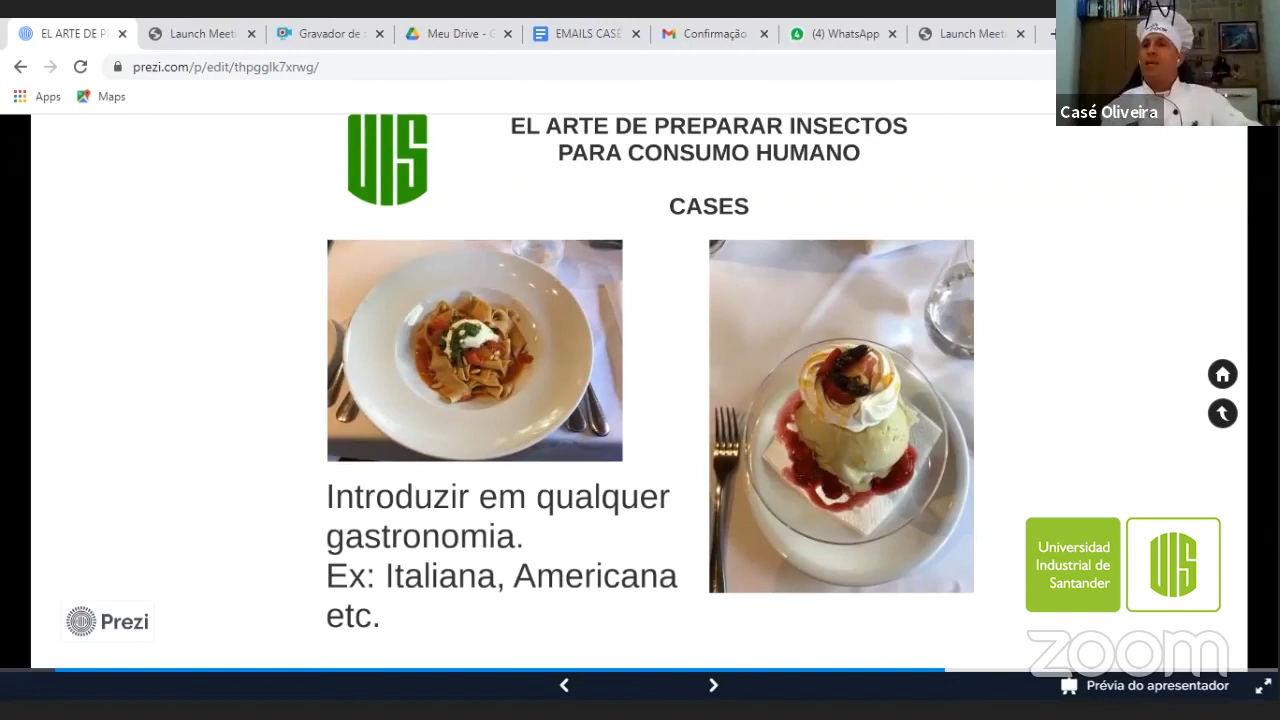 EL ARTE DE P
Launch Meet
Gravador de
Meu Drive - G
EMAILS CASÉ
Confirmação
(4) WhatsApp
Launch Meet
prezi.com/p/edit/thpgglk7xrwg/
Apps
Maps
Casé Oliveira
UIS
EL ARTE DE PREPARAR INSECTOS
PARA CONSUMO HUMANO
CASES
Introduzir em qualquer
gastronomia.
Ex: Italiana, Americana
etc.
Universidad
Industrial de
Santander
UIS
Prezi
zoom
Prévia do apresentador